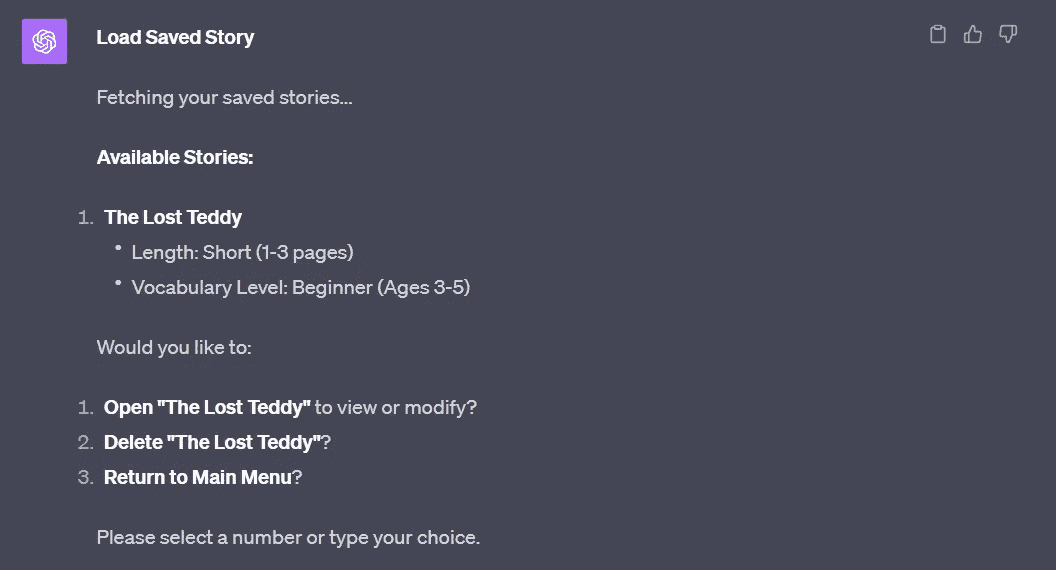 Load Saved Story
Fetching your saved stories...
Available Stories:
1. The Lost Teddy
• Length: Short (1-3 pages)
• Vocabulary Level: Beginner (Ages 3-5)
Would you like to:
1. Open "The Lost Teddy" to view or modify?
2. Delete "The Lost Teddy"?
3. Return to Main Menu?
Please select a number or type your choice.